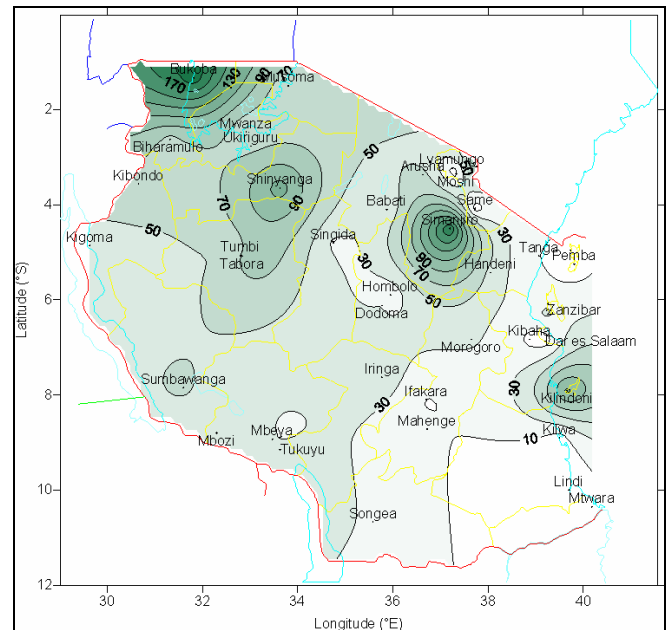 Bukoba
170
130
90
70
Musoma
2
Mwanza
Ukiriguru
Biharamulo
50
Lyamungo
50
Arusha
Moshi
Kibondo
Shinyanga
70
90
Babati
Same
4
Simanjiro
50
Kigoma
Singida
30
Tumbi
Tabora
30
90
70
Handeni
Tanga
Pemba
Hombolo
50
6
Dodoma
Zanzibar
Kibaha
Dar es Salaam
Morogoro
Iringa
Sumbawanga
Ifakara
30
Kilindeni
8
30
Mahenge
Mbeya
Mbozi
Tukuyu
Kilwa
10
Lindi
Mtwara
10
Songea
12
30
32
34
36
38
40
Latitude (°S)
Longitude (°E)